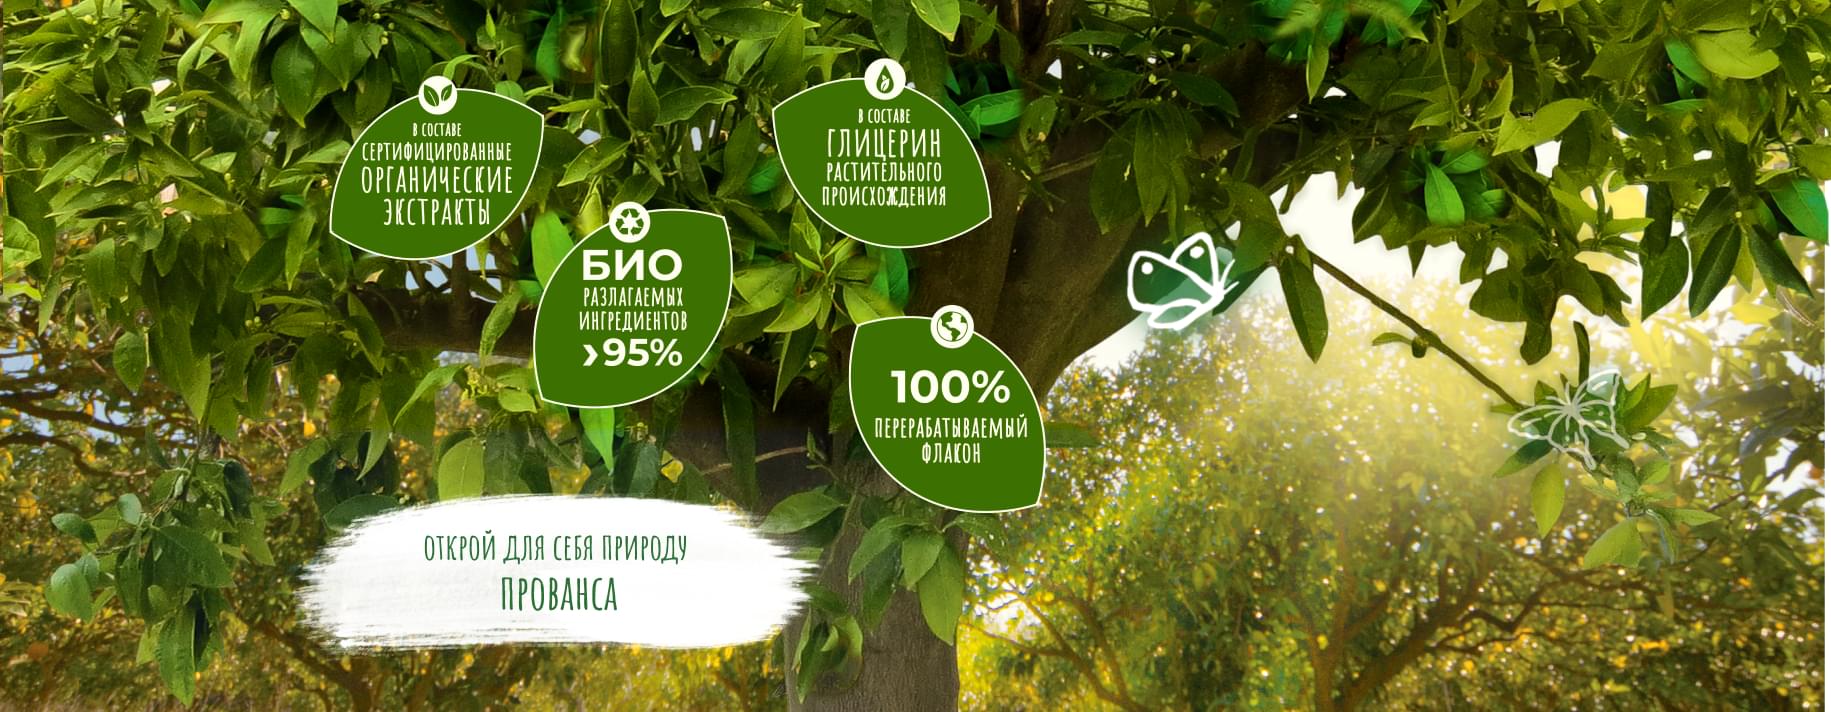 В СОСТАВЕ
СЕРТИФИЦИРОВАННЫЕ
ОРГАНИЧЕСКИЕ
ЭКСТРАКТЫ
В СОСТАВЕ
ГЛИЦЕРИН
РАСТИТЕЛЬНОГО
ПРОИСХОЖДЕНИЯ
БИО
РАЗЛАГАЕМЫХ
ИНГРЕДИЕНТОВ
>95%
100%
ПЕРЕРАБАТЫВАЕМЫЙ
ФЛАКОН
ОТКРОЙ ДЛЯ СЕБЯ ПРИРОДУ
ПРОВАНСА